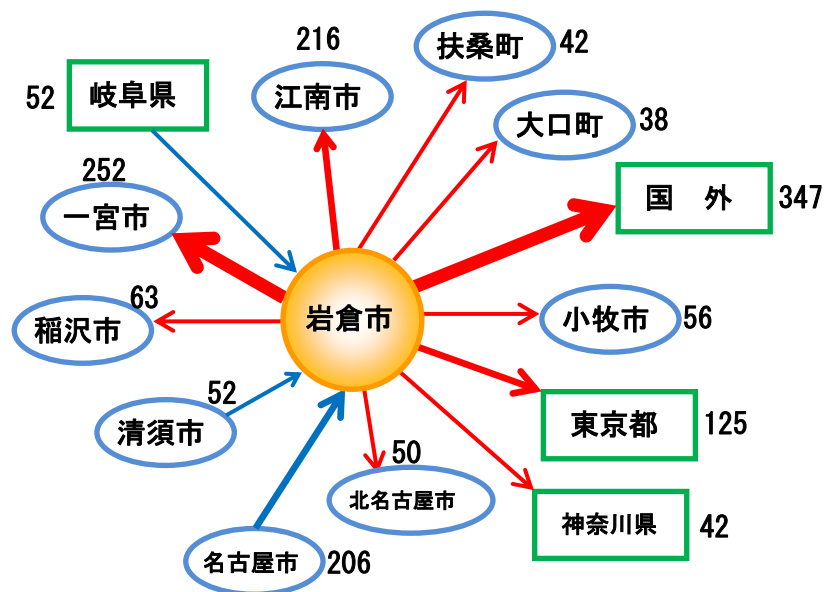 216
扶桑町
42
岐阜県
52
江南市
大口町
38
252
一宮市
国　外
347
63
稲沢市
岩倉市
小牧市
56
52
清須市
東京都
125
50
北名古屋市
神奈川県
42
名古屋市
206